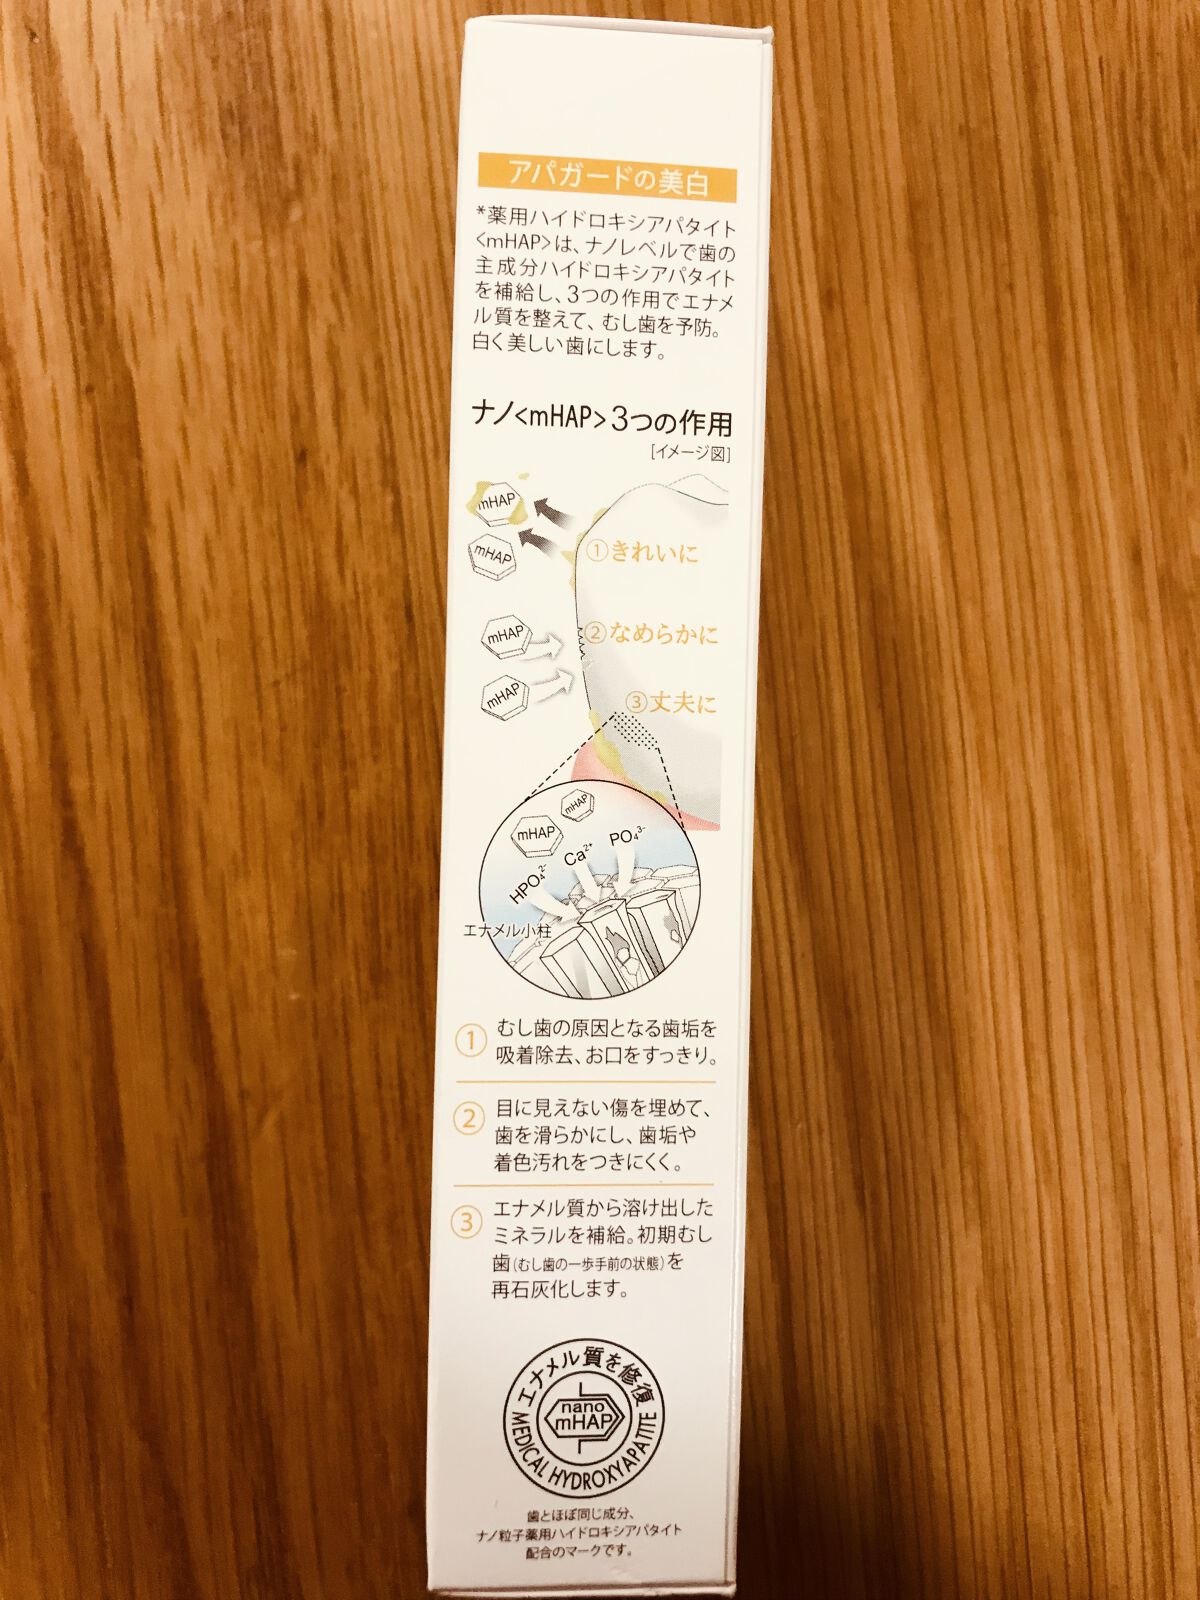 アパガードの美白
*薬用ハイドロキシアパタイト
<mHAP>は、ナノレベルで歯の
主成分ハイドロキシアパタイト
を補給し、3つの作用でエナメ
ル質を整えて、むし歯を予防。
白く美しい歯にします。
ナノ<mHAP>3つの作用
[イメージ図]
mHAP
mHAP
①きれいに
mHAP
②なめらかに
mHAP
③丈夫に
mHAP
mHAP
HPO₄²⁻
Ca²⁺
PO₄³⁻
エナメル小柱
① むし歯の原因となる歯垢を
吸着除去、お口をすっきり。
② 目に見えない傷を埋めて、
歯を滑らかにし、歯垢や
着色汚れをつきにくく。
③ エナメル質から溶け出した
ミネラルを補給。初期むし
歯(むし歯の一歩手前の状態)を
再石灰化します。
エナメル質を修復
nano
mHAP
MEDICAL HYDROXYAPATITE
歯とほぼ同じ成分、
ナノ粒子薬用ハイドロキシアパタイト
配合のマークです。